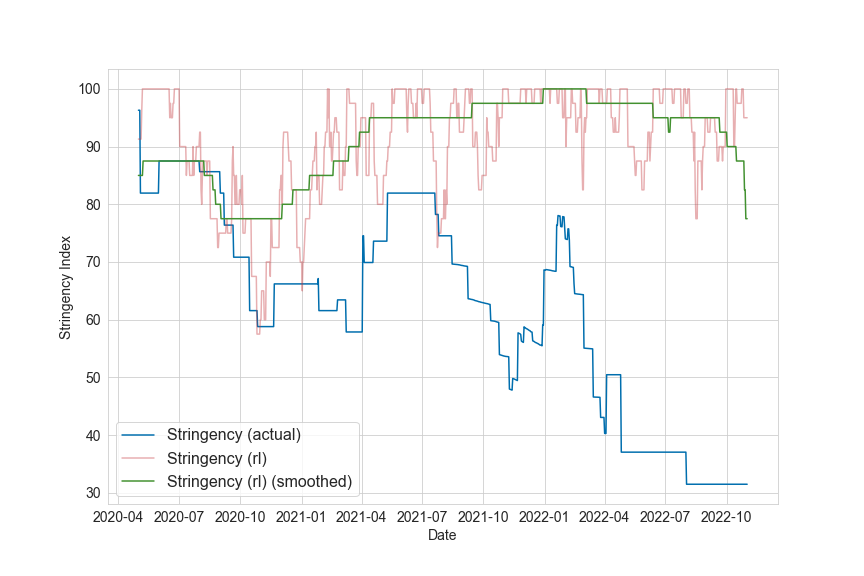 100
90
80
70
60
50
40
30
Stringency Index
Stringency (actual)
Stringency (rl)
Stringency (rl) (smoothed)
2020-04 2020-07 2020-10 2021-01 2021-04 2021-07 2021-10 2022-01 2022-04 2022-07 2022-10
Date